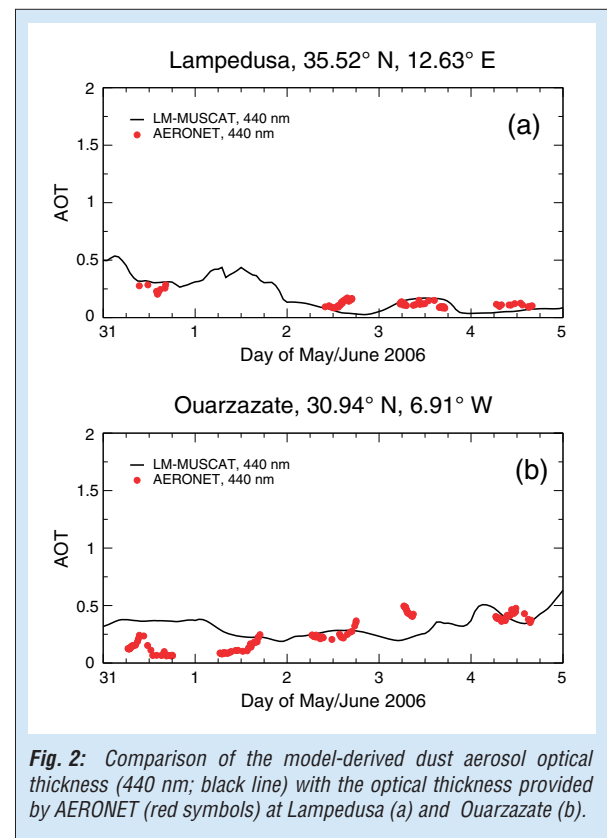 Lampedusa, 35.52° N, 12.63° E
2
1.5
1
0.5
0
AOT
LM-MUSCAT, 440 nm
AERONET, 440 nm
(a)
31 1 2 3 4 5
Day of May/June 2006
Ouarzazate, 30.94° N, 6.91° W
2
1.5
1
0.5
0
AOT
LM-MUSCAT, 440 nm
AERONET, 440 nm
(b)
31 1 2 3 4 5
Day of May/June 2006
Fig. 2: Comparison of the model-derived dust aerosol optical
thickness (440 nm; black line) with the optical thickness provided
by AERONET (red symbols) at Lampedusa (a) and Ouarzazate (b).